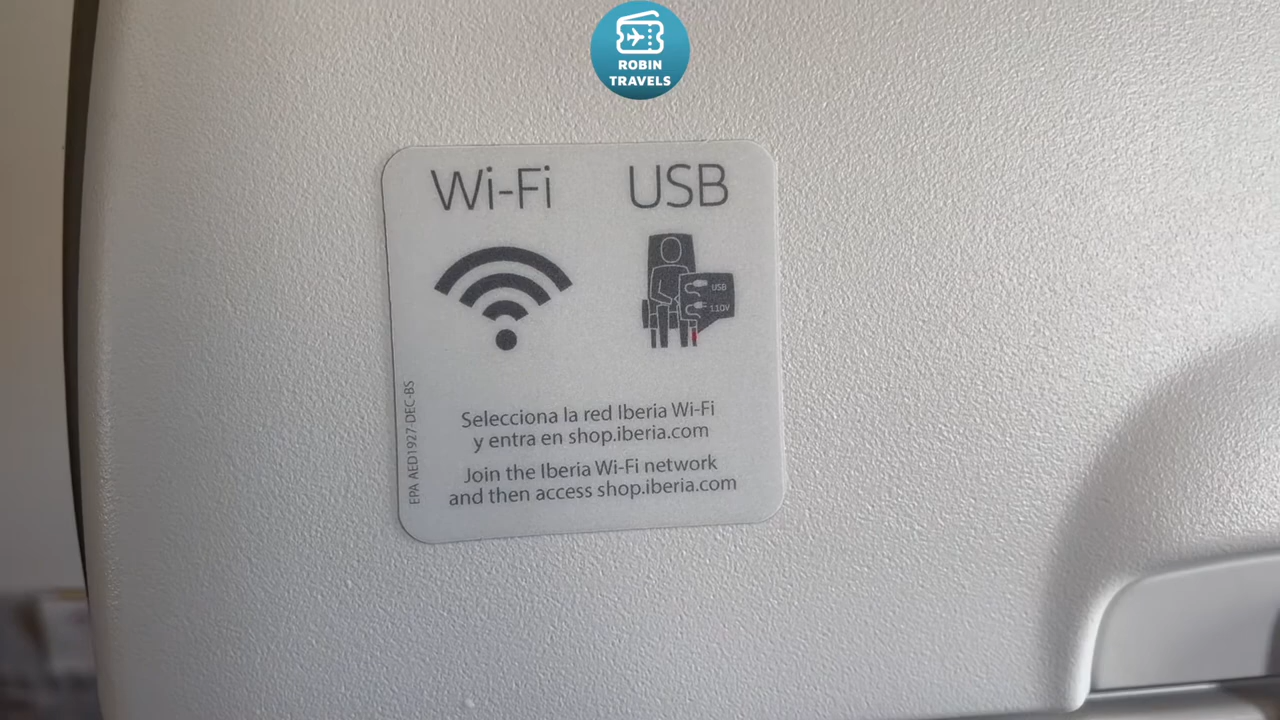 ROBIN
TRAVELS
Wi-Fi USB
USB
110V
Selecciona la red Iberia Wi-Fi
y entra en shop.iberia.com
Join the Iberia Wi-Fi network
and then access shop.iberia.com
EPA AED1927-DEC-BS